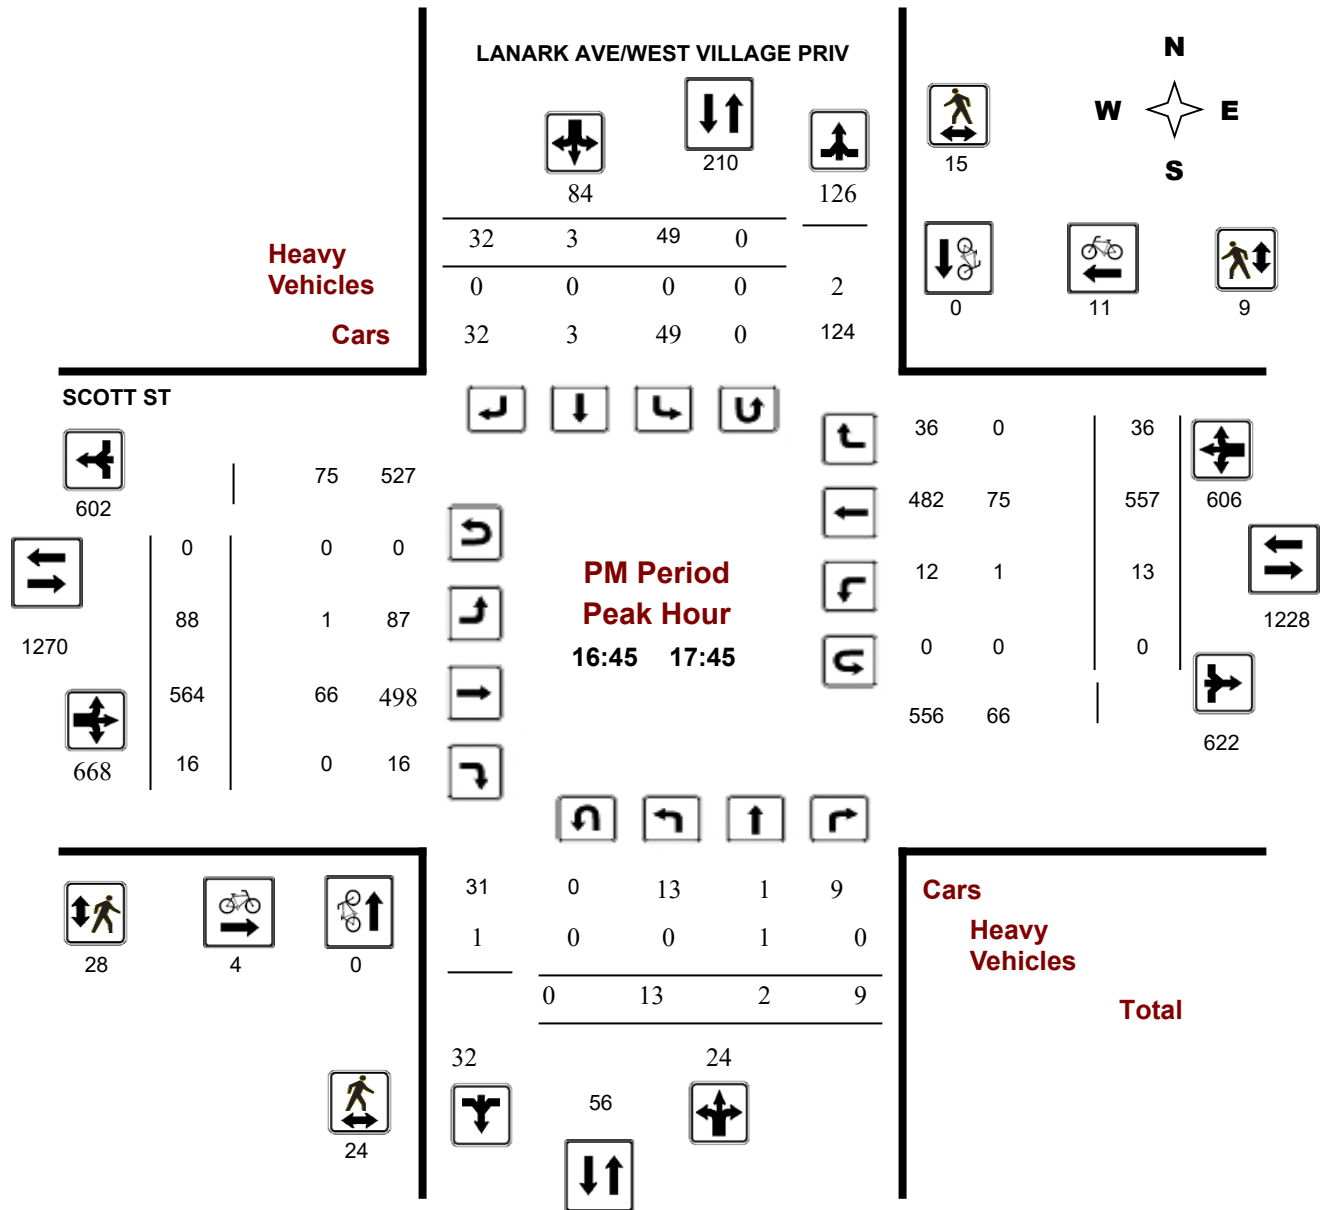 LANARK AVE/WEST VILLAGE PRIV
N
W E
S
84 210 126 15
32 3 49 0
Heavy
Vehicles 0 0 0 0 2
0 11 9
Cars 32 3 49 0 124
SCOTT ST
36 0 36
75 527
482 75 557 606
602
0 0 0
PM Period
Peak Hour
16:45 17:45
12 1 13
88 1 87
1270 1228
0 0 0
564 66 498
556 66
622
668 16 0 16
31 0 13 1 9 Cars
1 0 0 1 0 Heavy
Vehicles
28 4 0
0 13 2 9
Total
32 24
56
24